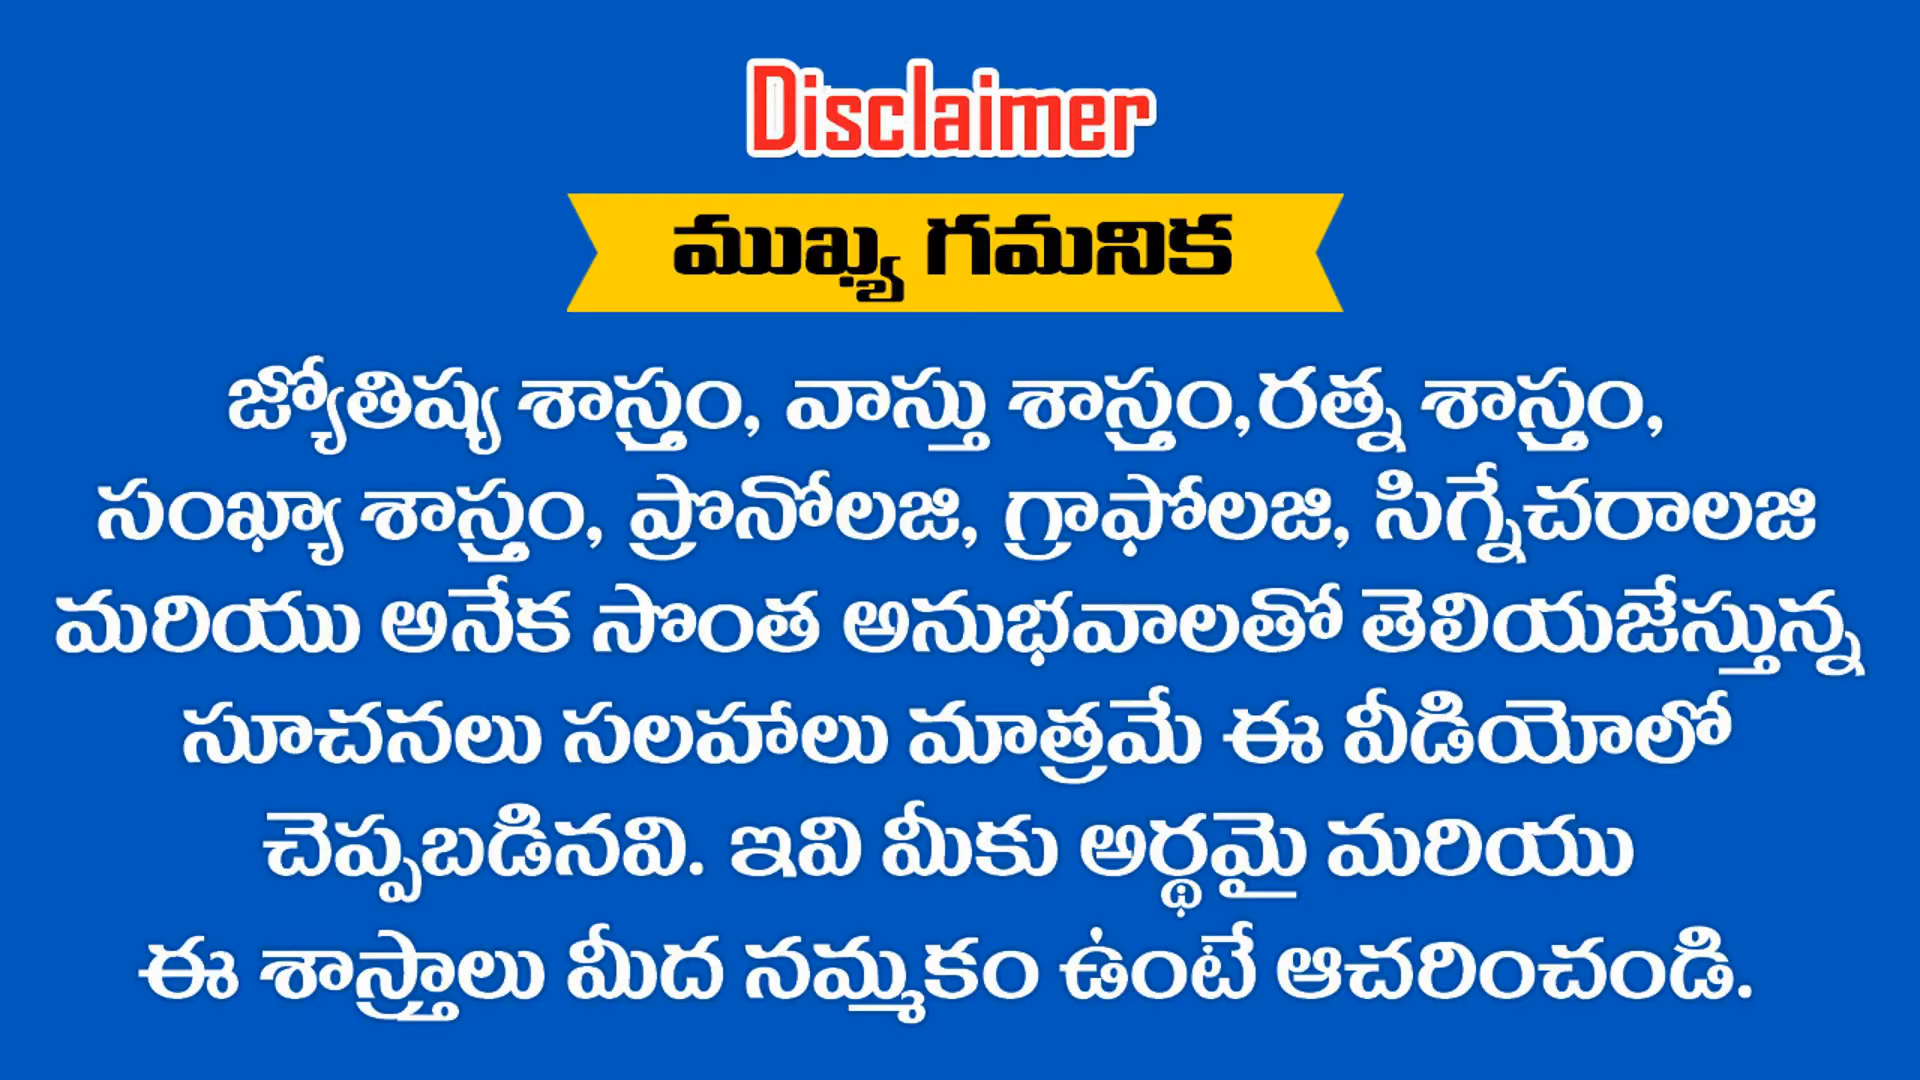 Disclaimer
ముఖ్య గమనిక
జ్యోతిష్య శాస్త్రం, వాస్తు శాస్త్రం,రత్న శాస్త్రం,
సంఖ్యా శాస్త్రం, ప్రొనోలజి, గ్రాఫోలజి, సిగ్నేచరాలజి
మరియు అనేక సొంత అనుభవాలతో తెలియజేస్తున్న
సూచనలు సలహాలు మాత్రమే ఈ వీడియోలో
చెప్పబడినవి. ఇవి మీకు అర్థమై మరియు
ఈ శాస్త్రాలు మీద నమ్మకం ఉంటే ఆచరించండి.